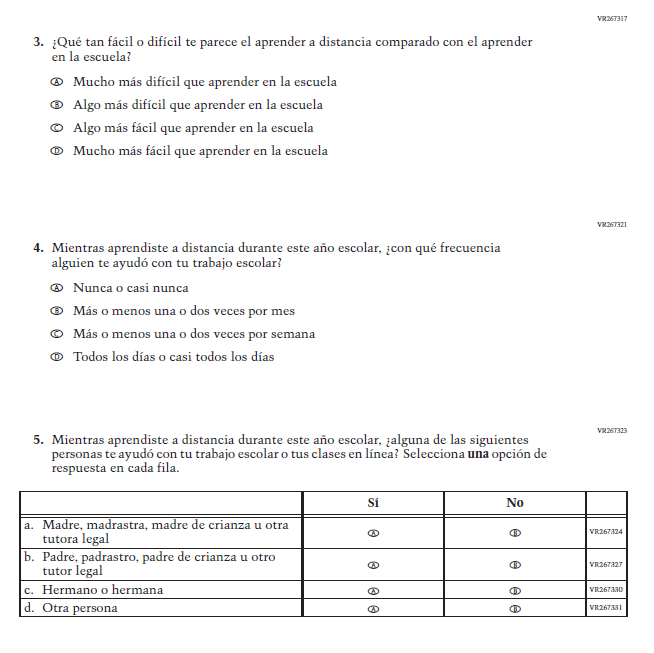 VR267317
3. ¿Qué tan fácil o difícil te parece el aprender a distancia comparado con el aprender
en la escuela?
A Mucho más difícil que aprender en la escuela
B Algo más difícil que aprender en la escuela
C Algo más fácil que aprender en la escuela
D Mucho más fácil que aprender en la escuela
VR267321
4. Mientras aprendiste a distancia durante este año escolar, ¿con qué frecuencia
alguien te ayudó con tu trabajo escolar?
A Nunca o casi nunca
B Más o menos una o dos veces por mes
C Más o menos una o dos veces por semana
D Todos los días o casi todos los días
VR267323
5. Mientras aprendiste a distancia durante este año escolar, ¿alguna de las siguientes
personas te ayudó con tu trabajo escolar o tus clases en línea? Selecciona una opción de
respuesta en cada fila.
Sí No
a. Madre, madrastra, madre de crianza u otra
tutora legal A B VR267324
b. Padre, padrastro, padre de crianza u otro
tutor legal A B VR267327
c. Hermano o hermana A B VR267330
d. Otra persona A B VR267331